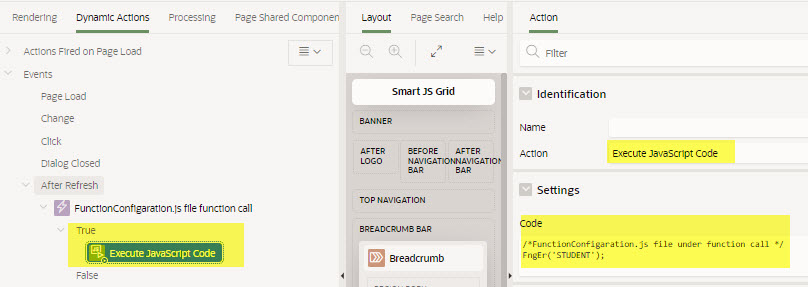 Rendering
Dynamic Actions
Processing
Page Shared Componen
Actions Fired on Page Load
Events
Page Load
Change
Click
Dialog Closed
After Refresh
FunctionConfigaration.js file function call
True
Execute JavaScript Code
False
Layout
Page Search
Help
Smart JS Grid
BANNER
AFTER
LOGO
BEFORE
NAVIGATION
BAR
AFTER
NAVIGATION
BAR
TOP NAVIGATION
BREADCRUMB BAR
Breadcrumb
REGION BODY
Action
Filter
Identification
Name
Action
Execute JavaScript Code
Settings
Code
/*FunctionConfigaration.js file under function call */
FngEr('STUDENT');